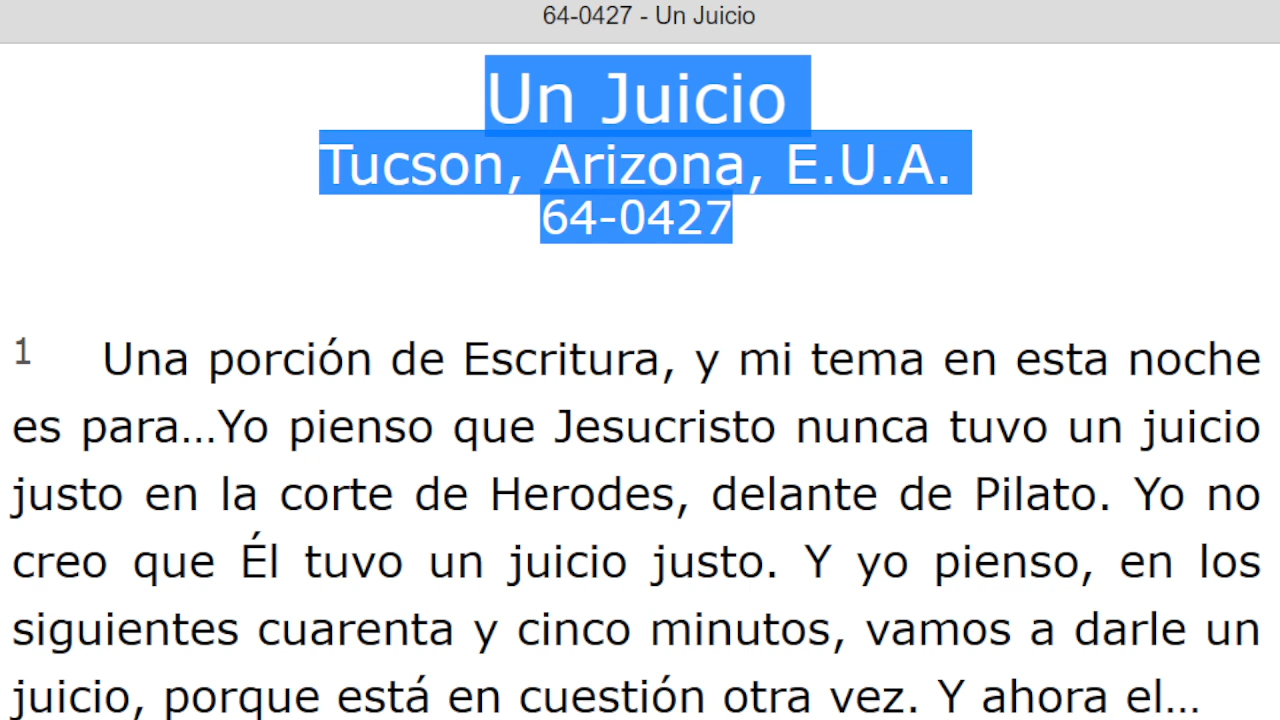 64-0427 - Un Juicio
Un Juicio
Tucson, Arizona, E.U.A.
64-0427
1 Una porción de Escritura, y mi tema en esta noche
es para...Yo pienso que Jesucristo nunca tuvo un juicio
justo en la corte de Herodes, delante de Pilato. Yo no
creo que Él tuvo un juicio justo. Y yo pienso, en los
siguientes cuarenta y cinco minutos, vamos a darle un
juicio, porque está en cuestión otra vez. Y ahora el...